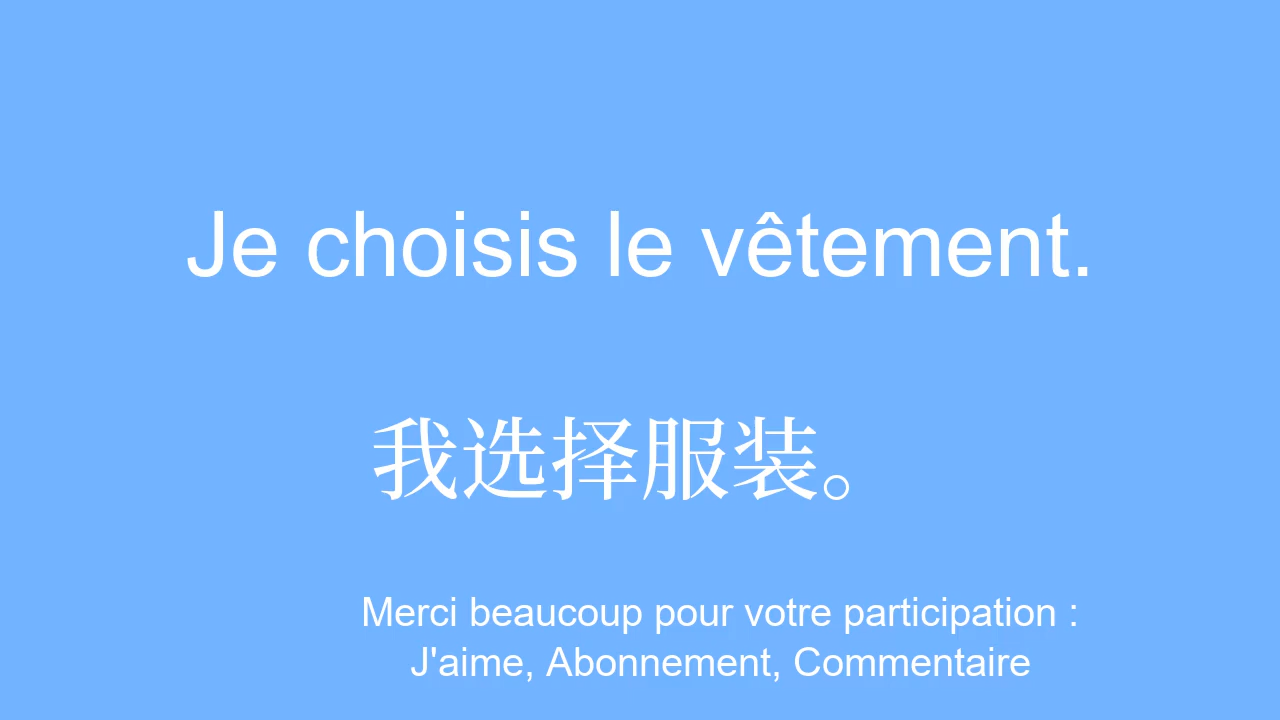 Je choisis le vêtement.
我选择服装。
Merci beaucoup pour votre participation :
J'aime, Abonnement, Commentaire